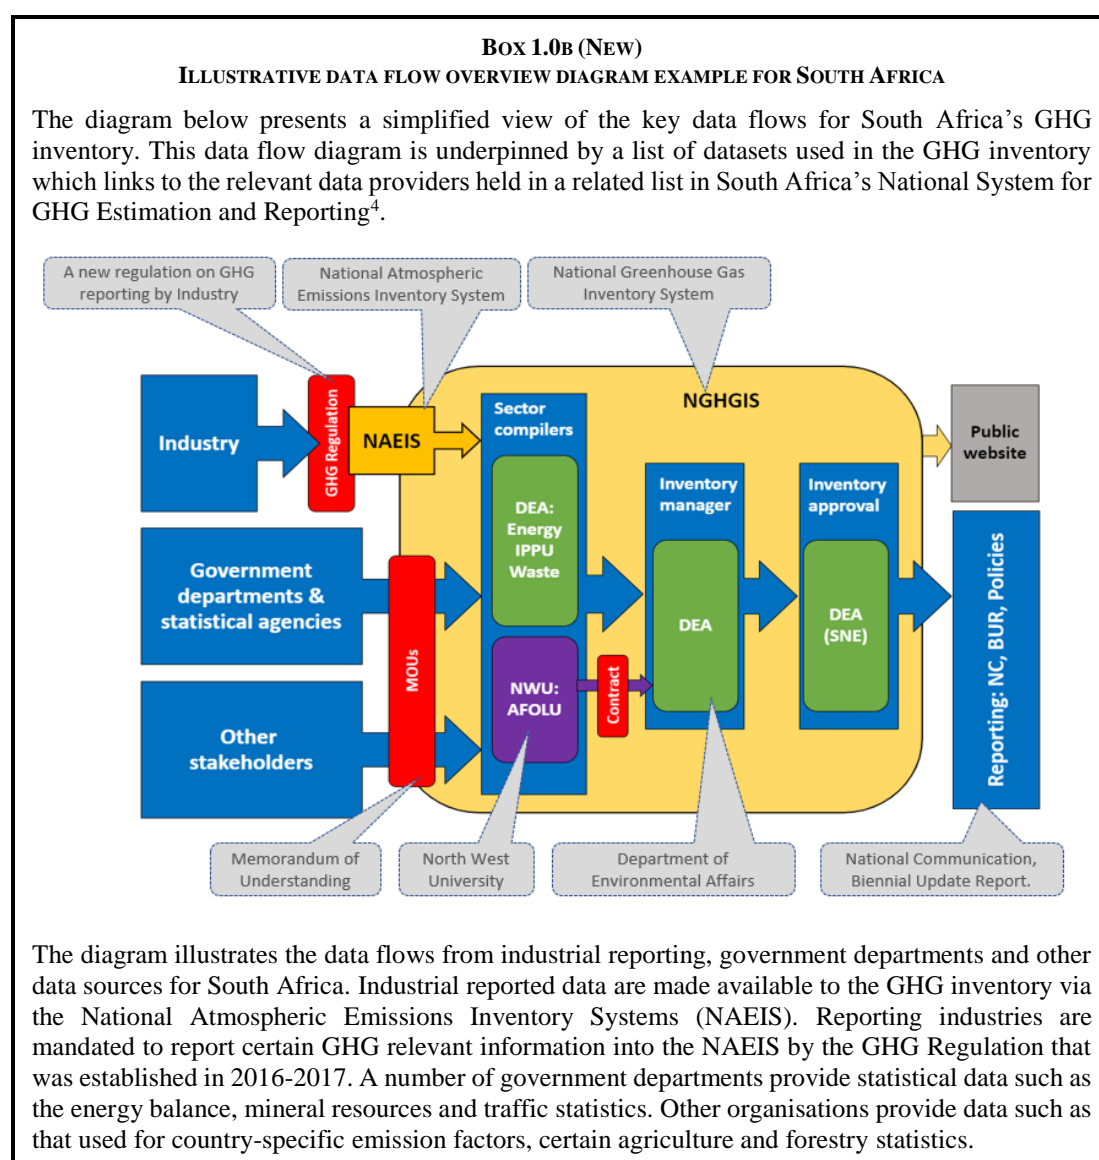 BOX 1.0B (NEW)
ILLUSTRATIVE DATA FLOW OVERVIEW DIAGRAM EXAMPLE FOR SOUTH AFRICA
The diagram below presents a simplified view of the key data flows for South Africa’s GHG
inventory. This data flow diagram is underpinned by a list of datasets used in the GHG inventory
which links to the relevant data providers held in a related list in South Africa’s National System for
GHG Estimation and Reporting4.
A new regulation on GHG
reporting by Industry
National Atmospheric
Emissions Inventory System
National Greenhouse Gas
Inventory System
Industry
GHG Regulation
NAEIS
Sector
compilers
NGHGIS
Public
website
DEA:
Energy
IPPU
Waste
Inventory
manager
Inventory
approval
Government
departments &
statistical agencies
MOUs
DEA
DEA
(SNE)
Reporting: NC, BUR, Policies
NWU:
AFOLU
Contract
Other
stakeholders
Memorandum of
Understanding
North West
University
Department of
Environmental Affairs
National Communication,
Biennial Update Report.
The diagram illustrates the data flows from industrial reporting, government departments and other
data sources for South Africa. Industrial reported data are made available to the GHG inventory via
the National Atmospheric Emissions Inventory Systems (NAEIS). Reporting industries are
mandated to report certain GHG relevant information into the NAEIS by the GHG Regulation that
was established in 2016-2017. A number of government departments provide statistical data such as
the energy balance, mineral resources and traffic statistics. Other organisations provide data such as
that used for country-specific emission factors, certain agriculture and forestry statistics.